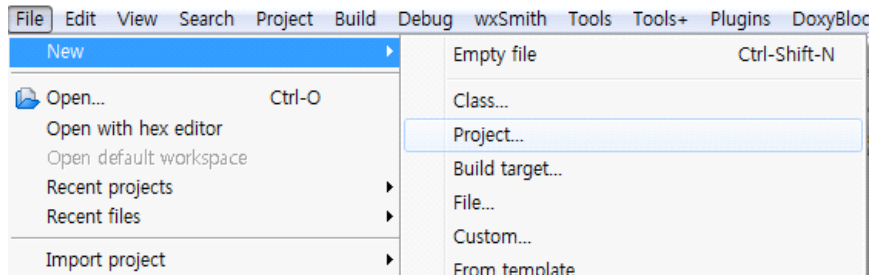 File Edit View Search Project Build Debug wxSmith Tools Tools+ Plugins DoxyBloc
New
Open... Ctrl-O
Open with hex editor
Open default workspace
Recent projects
Recent files
Import project
Empty file Ctrl-Shift-N
Class...
Project...
Build target...
File...
Custom...
From template